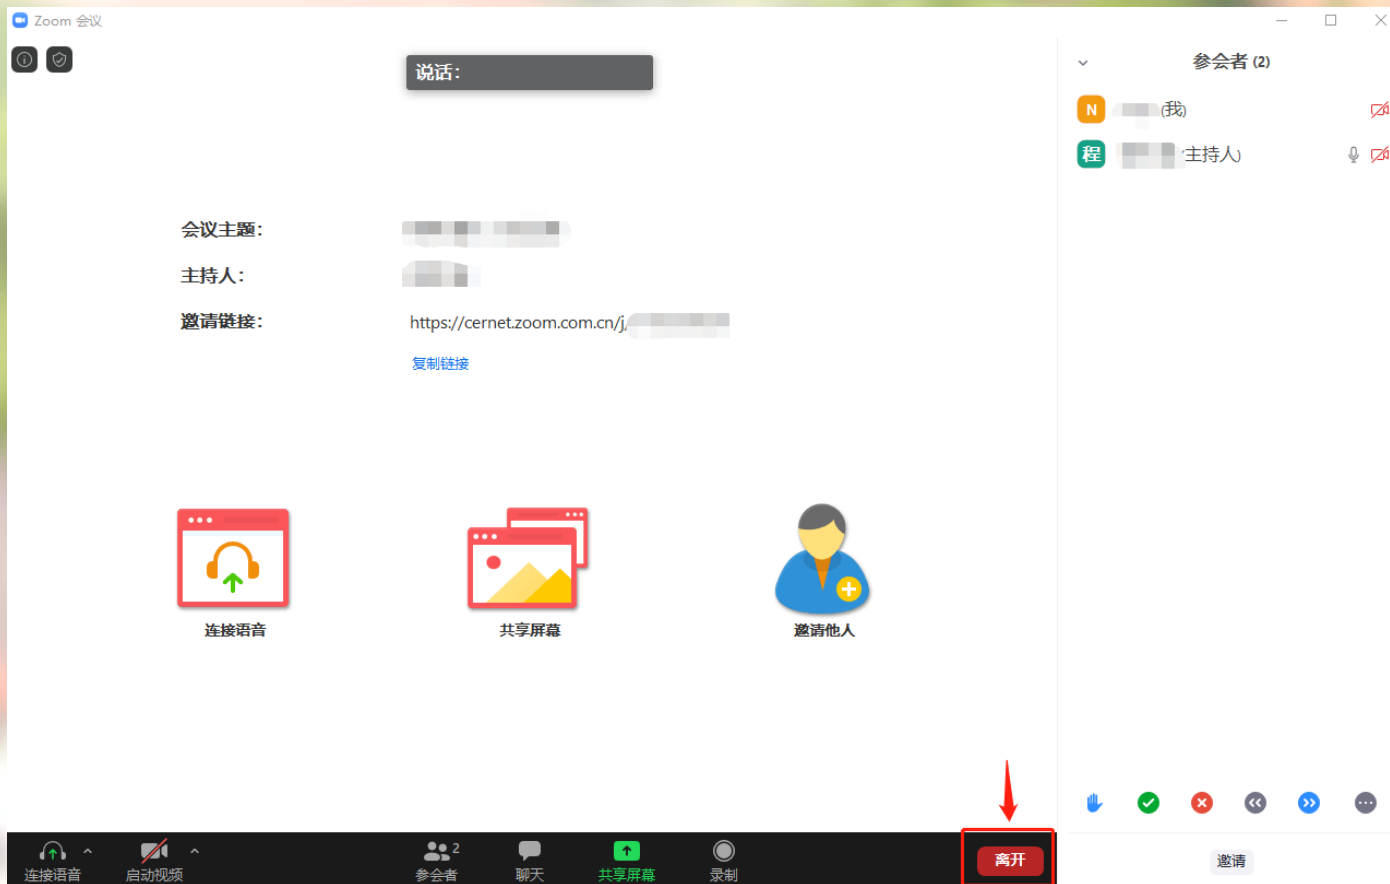 Zoom 会议
说话：
参会者 (2)
N
(我)
程
主持人)
会议主题：
主持人：
邀请链接：
https://cernet.zoom.com.cn/j/
复制链接
连接语音
共享屏幕
邀请他人
连接语音
启动视频
2
参会者
聊天
共享屏幕
录制
离开
邀请